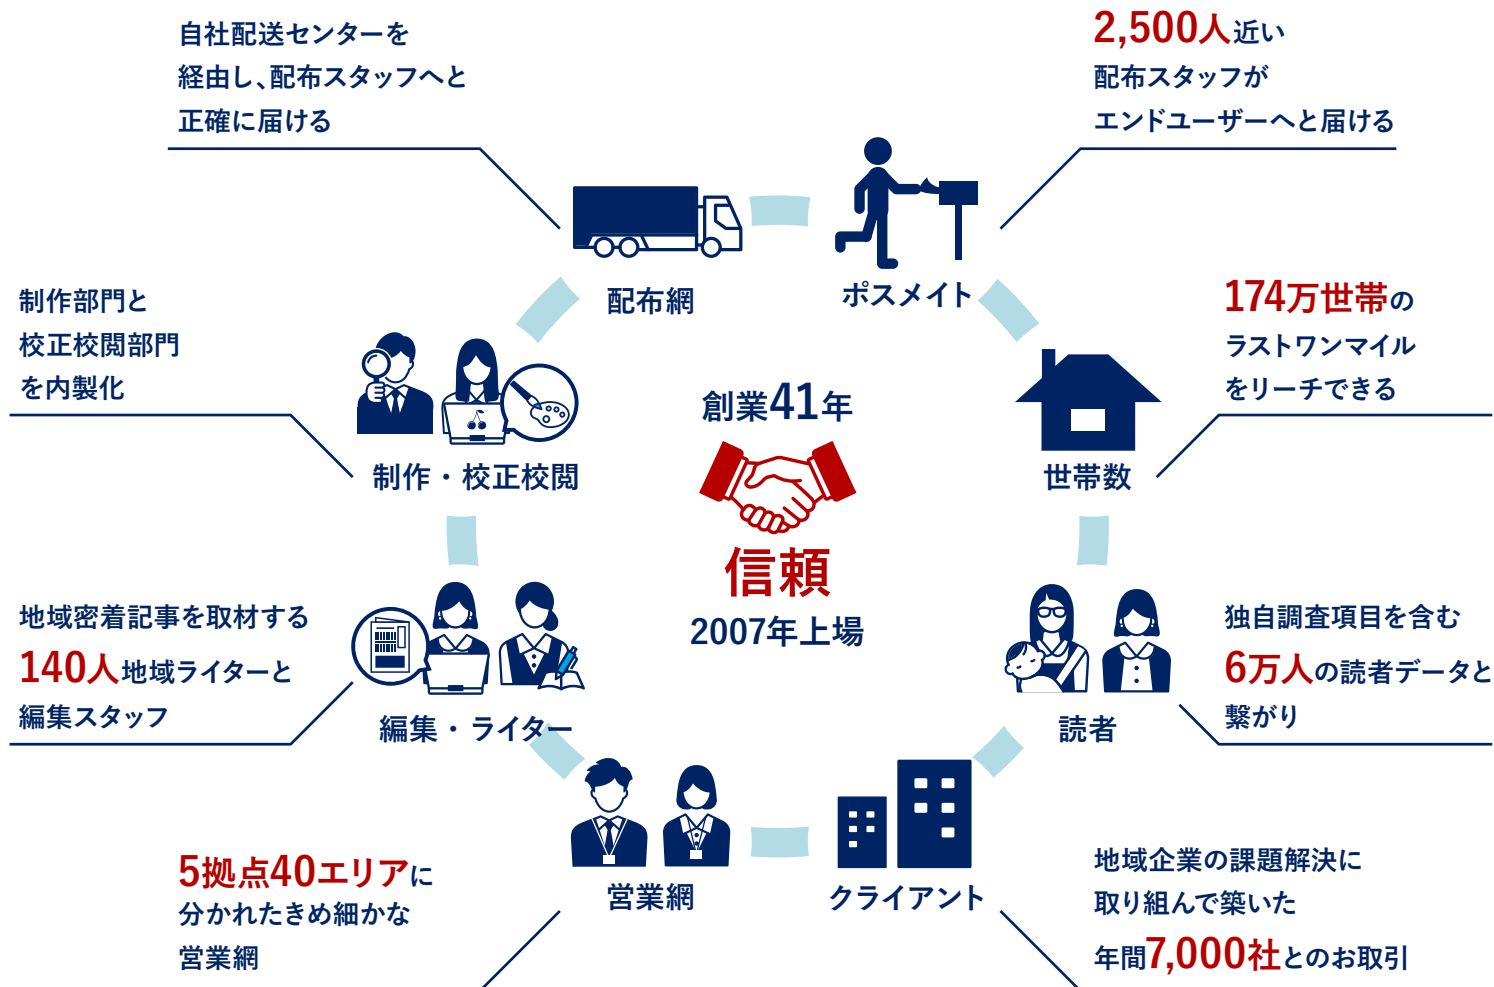 自社配送センターを
経由し、配布スタッフへと
正確に届ける
2,500人近い
配布スタッフが
エンドユーザーへと届ける
配布網
ポスメイト
制作部門と
校正校閲部門
を内製化
174万世帯の
ラストワンマイル
をリーチできる
制作・校正校閲
世帯数
創業41年
信頼
2007年上場
地域密着記事を取材する
140人地域ライターと
編集スタッフ
独自調査項目を含む
6万人の読者データと
繋がり
編集・ライター
読者
5拠点40エリアに
分かれたきめ細かな
営業網
営業網
クライアント
地域企業の課題解決に
取り組んで築いた
年間7,000社とのお取引